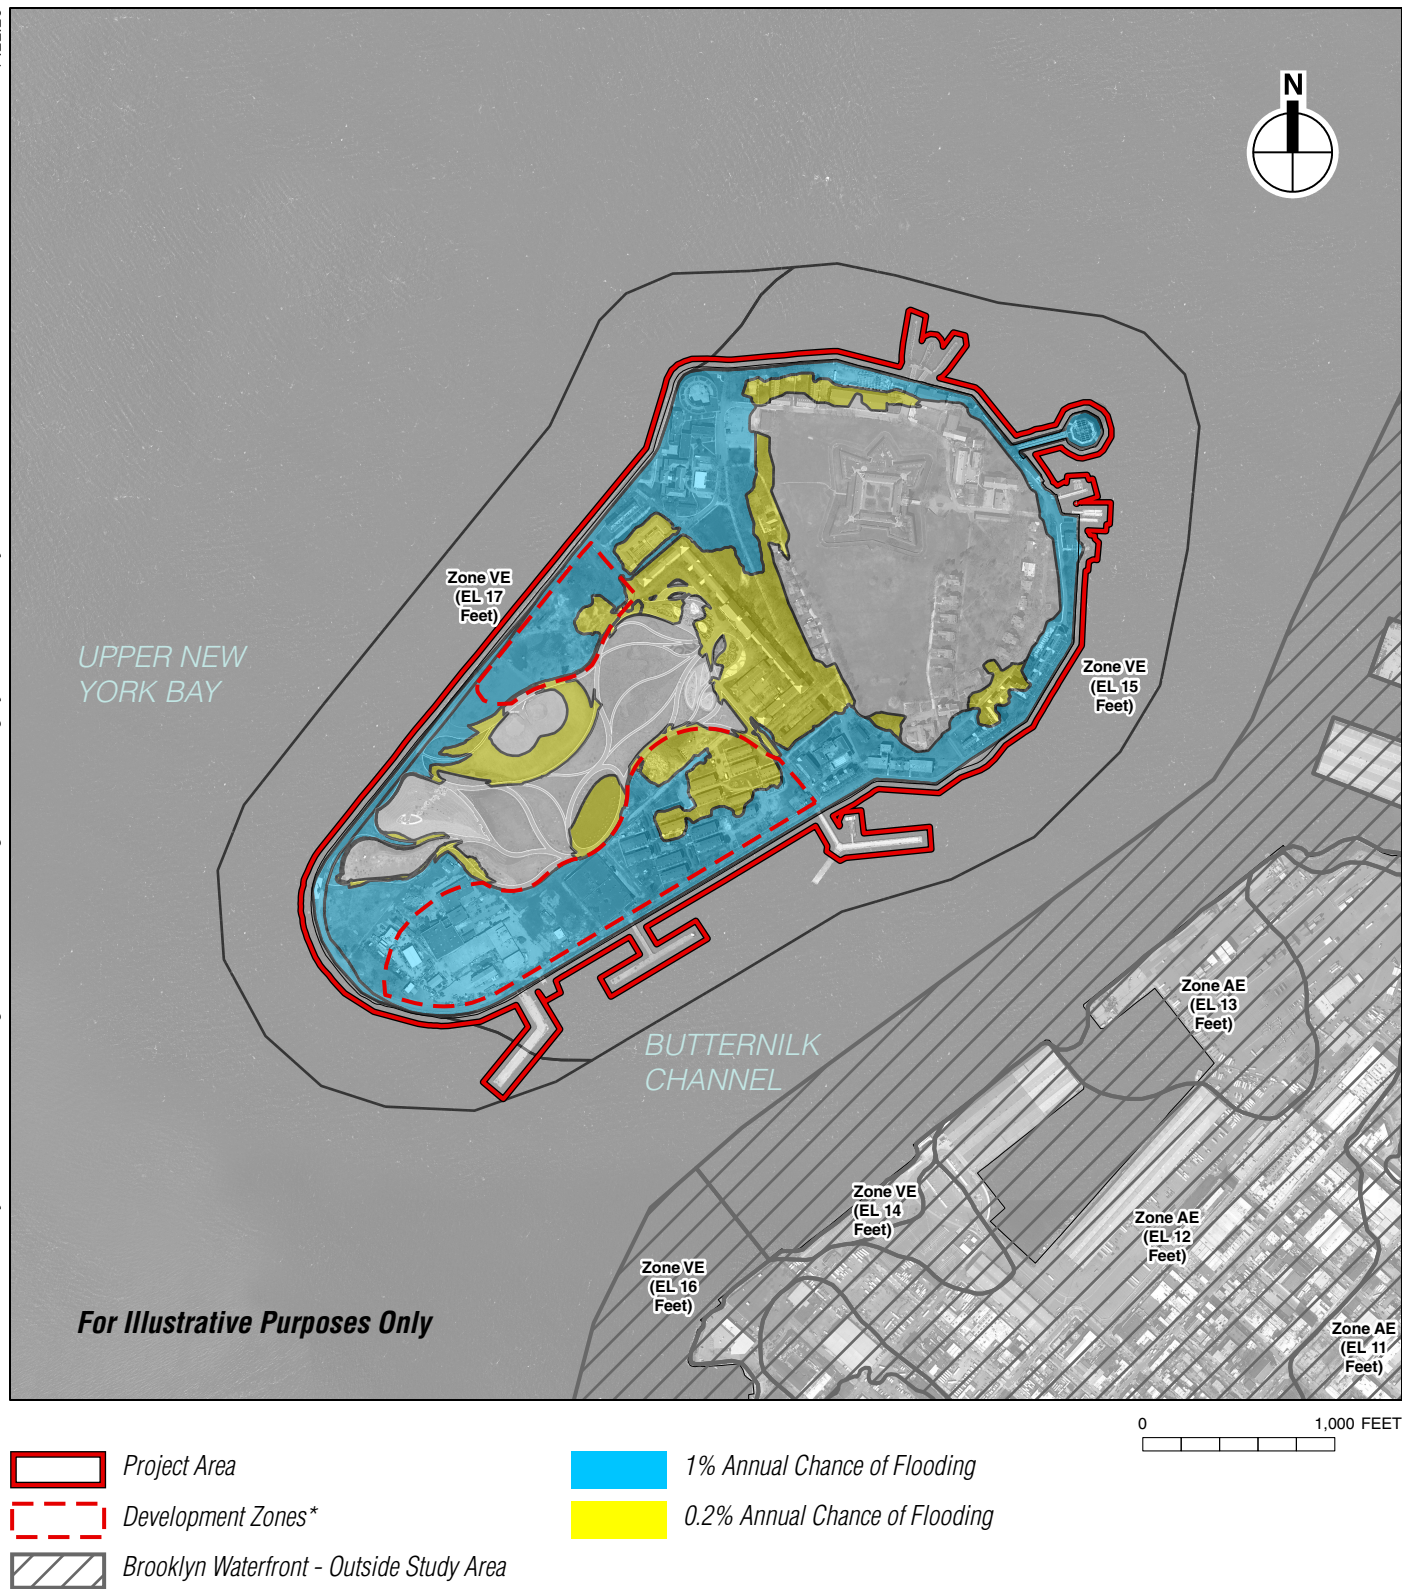 N
Zone VE
(EL 17
Feet)
UPPER NEW
YORK BAY
Zone VE
(EL 15
Feet)
Zone AE
(EL 13
Feet)
BUTTERNILK
CHANNEL
Zone VE
(EL 14
Feet)
Zone AE
(EL 12
Feet)
Zone VE
(EL 16
Feet)
For Illustrative Purposes Only
Zone AE
(EL 11
Feet)
0 1,000 FEET
Project Area
1% Annual Chance of Flooding
Development Zones*
0.2% Annual Chance of Flooding
Brooklyn Waterfront - Outside Study Area